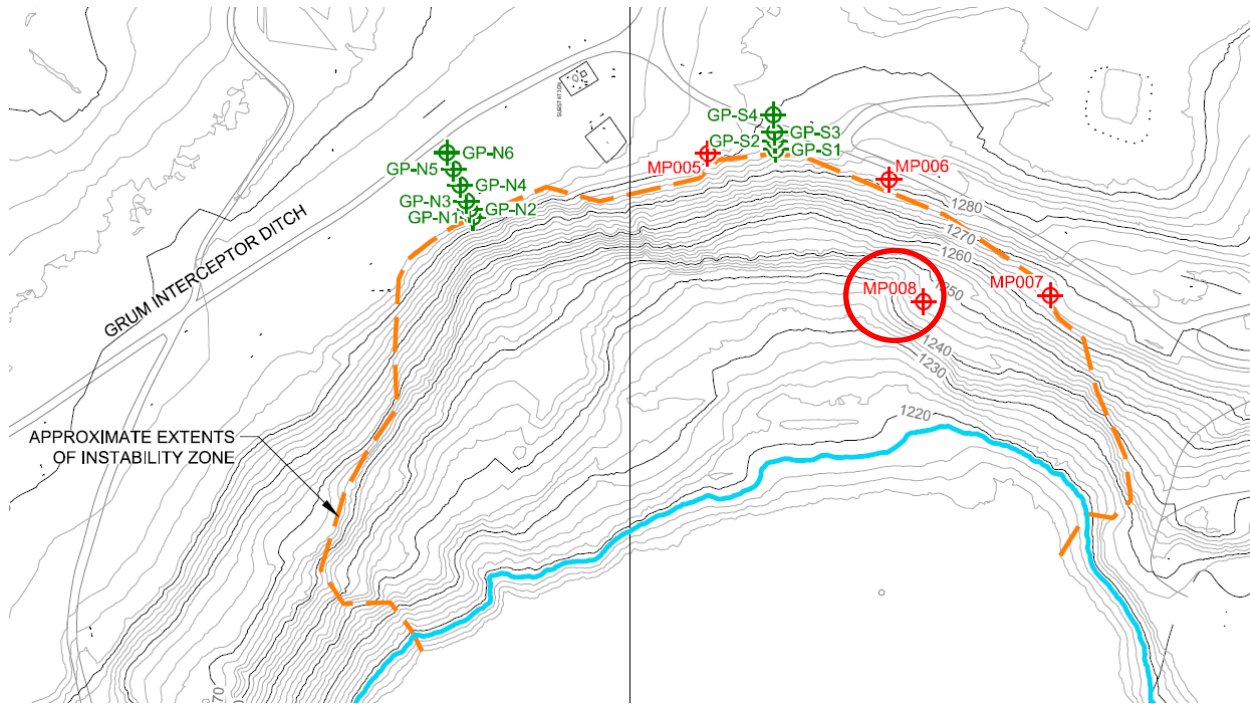 SUBSTATION
GP-S4
GP-S3
GP-S2
GP-S1
GP-N6
GP-N5
GP-N4
GP-N3
GP-N2
GP-N1
MP005
MP006
1280
1270
1260
MP008
1250
MP007
1240
1230
1220
GRUM INTERCEPTOR DITCH
APPROXIMATE EXTENTS
OF INSTABILITY ZONE